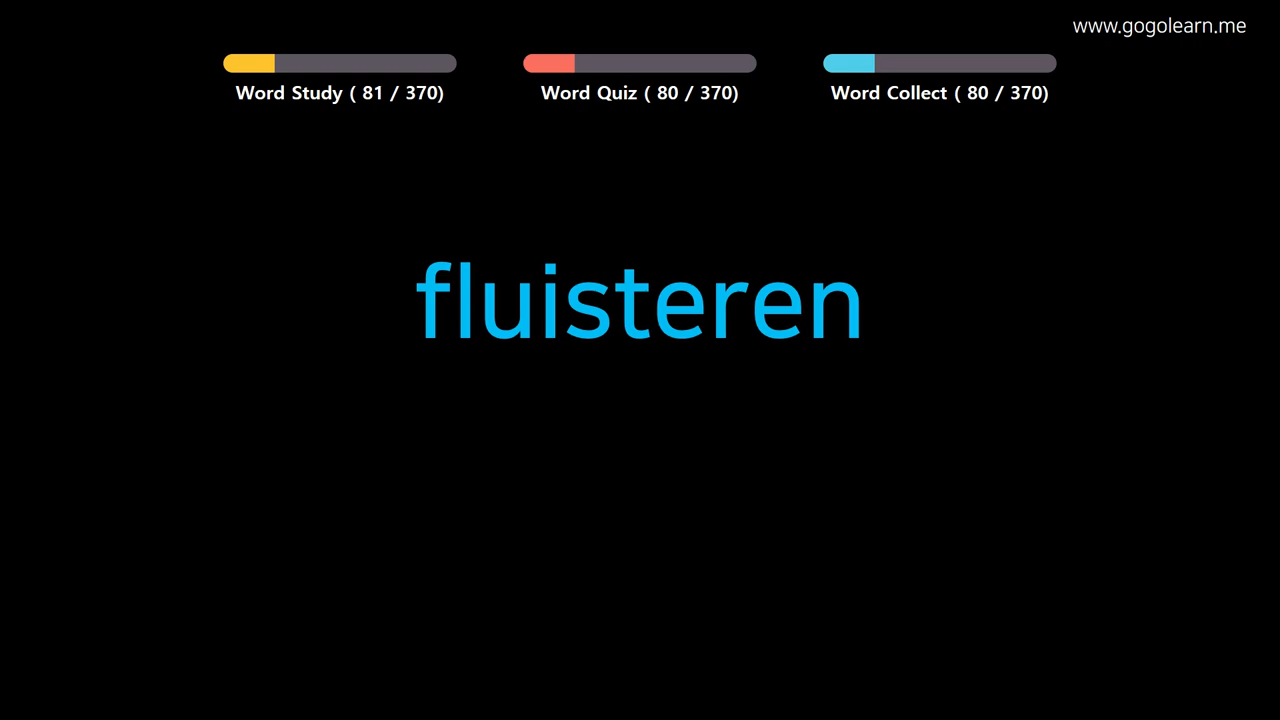 www.gogolearn.me
Word Study ( 81 / 370)
Word Quiz ( 80 / 370)
Word Collect ( 80 / 370)
fluisteren